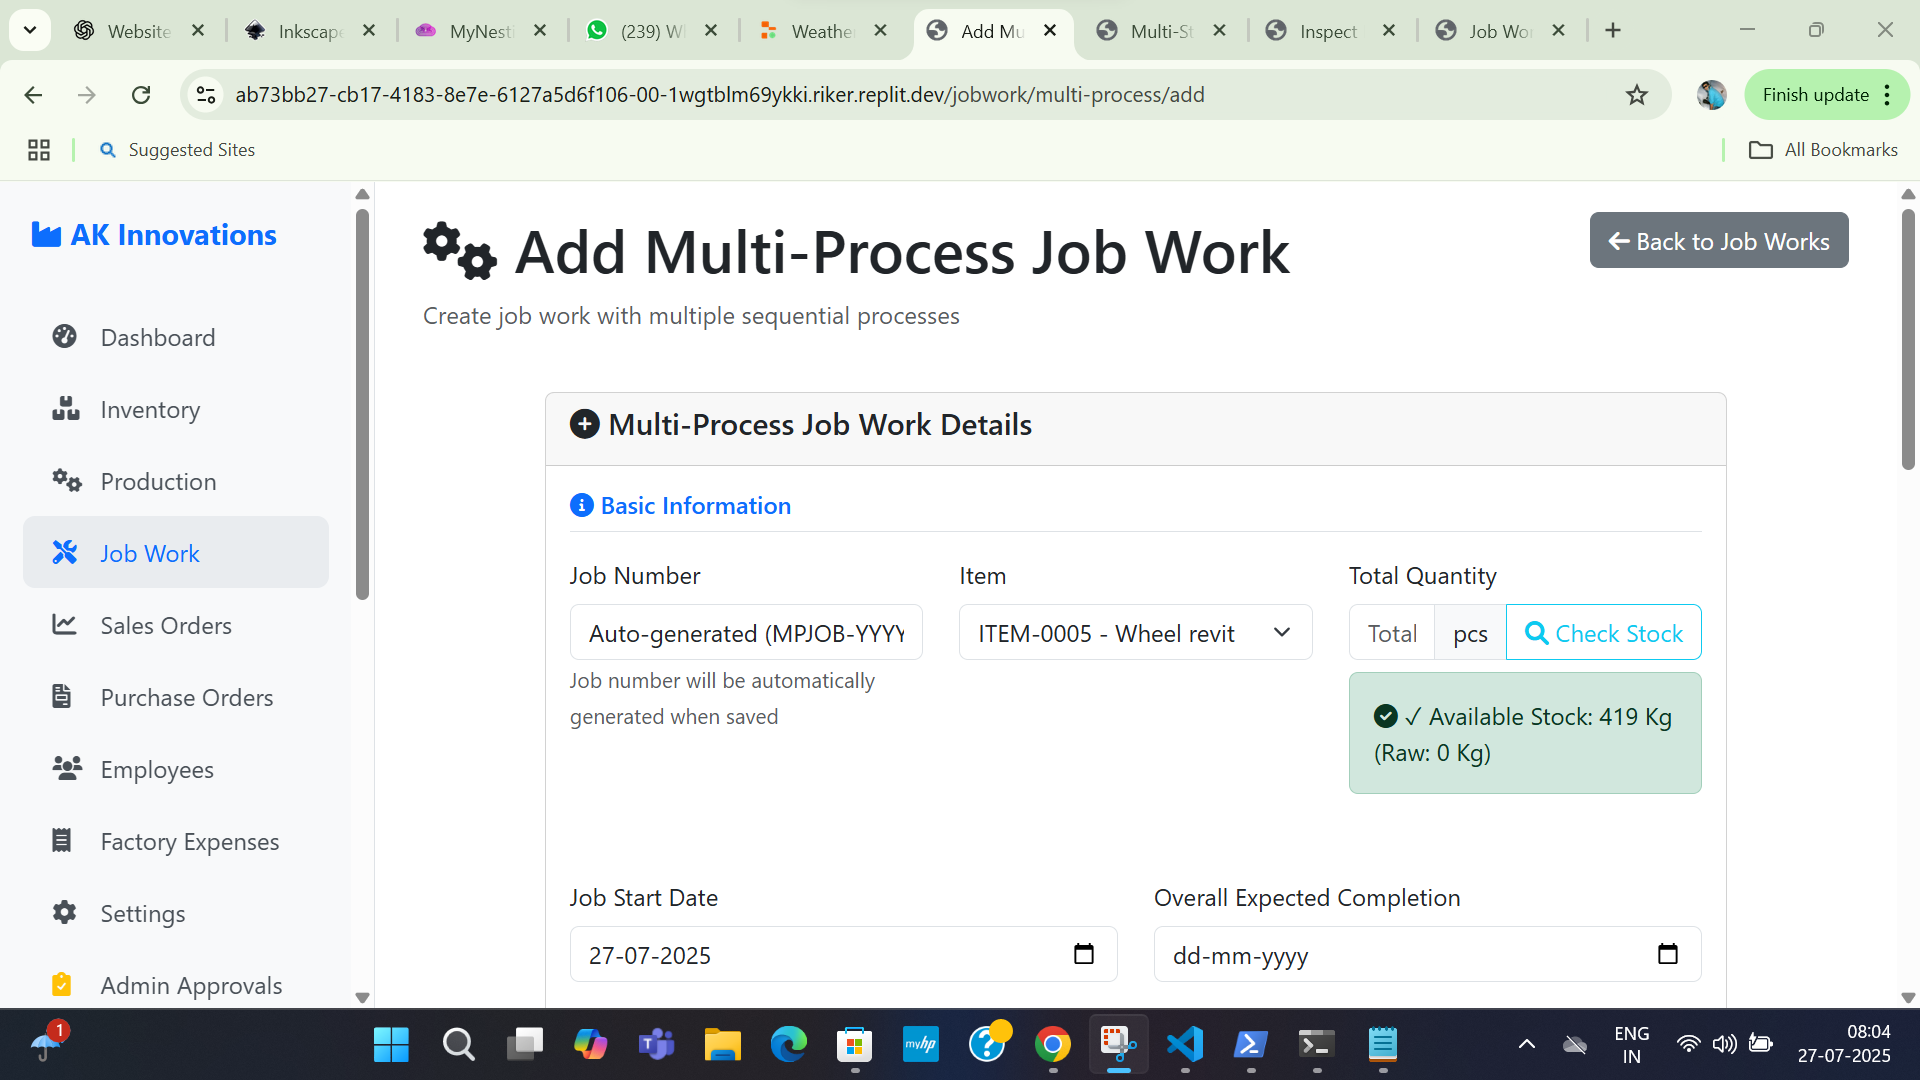 Website
Inkscape
MyNesti
(239) W
Weather
Add Mu
Multi-St
Inspect
Job Wor
ab73bb27-cb17-4183-8e7e-6127a5d6f106-00-1wgtblm69ykki.riker.replit.dev/jobwork/multi-process/add
Finish update
Suggested Sites
All Bookmarks
AK Innovations
Dashboard
Inventory
Production
Job Work
Sales Orders
Purchase Orders
Employees
Factory Expenses
Settings
Admin Approvals
Add Multi-Process Job Work
Create job work with multiple sequential processes
Back to Job Works
Multi-Process Job Work Details
Basic Information
Job Number
Auto-generated (MPJOB-YYYY
Job number will be automatically
generated when saved
Item
ITEM-0005 - Wheel revit
Total Quantity
Total
pcs
Check Stock
✓ Available Stock: 419 Kg
(Raw: 0 Kg)
Job Start Date
27-07-2025
Overall Expected Completion
dd-mm-yyyy
1
myhp
ENG
IN
08:04
27-07-2025